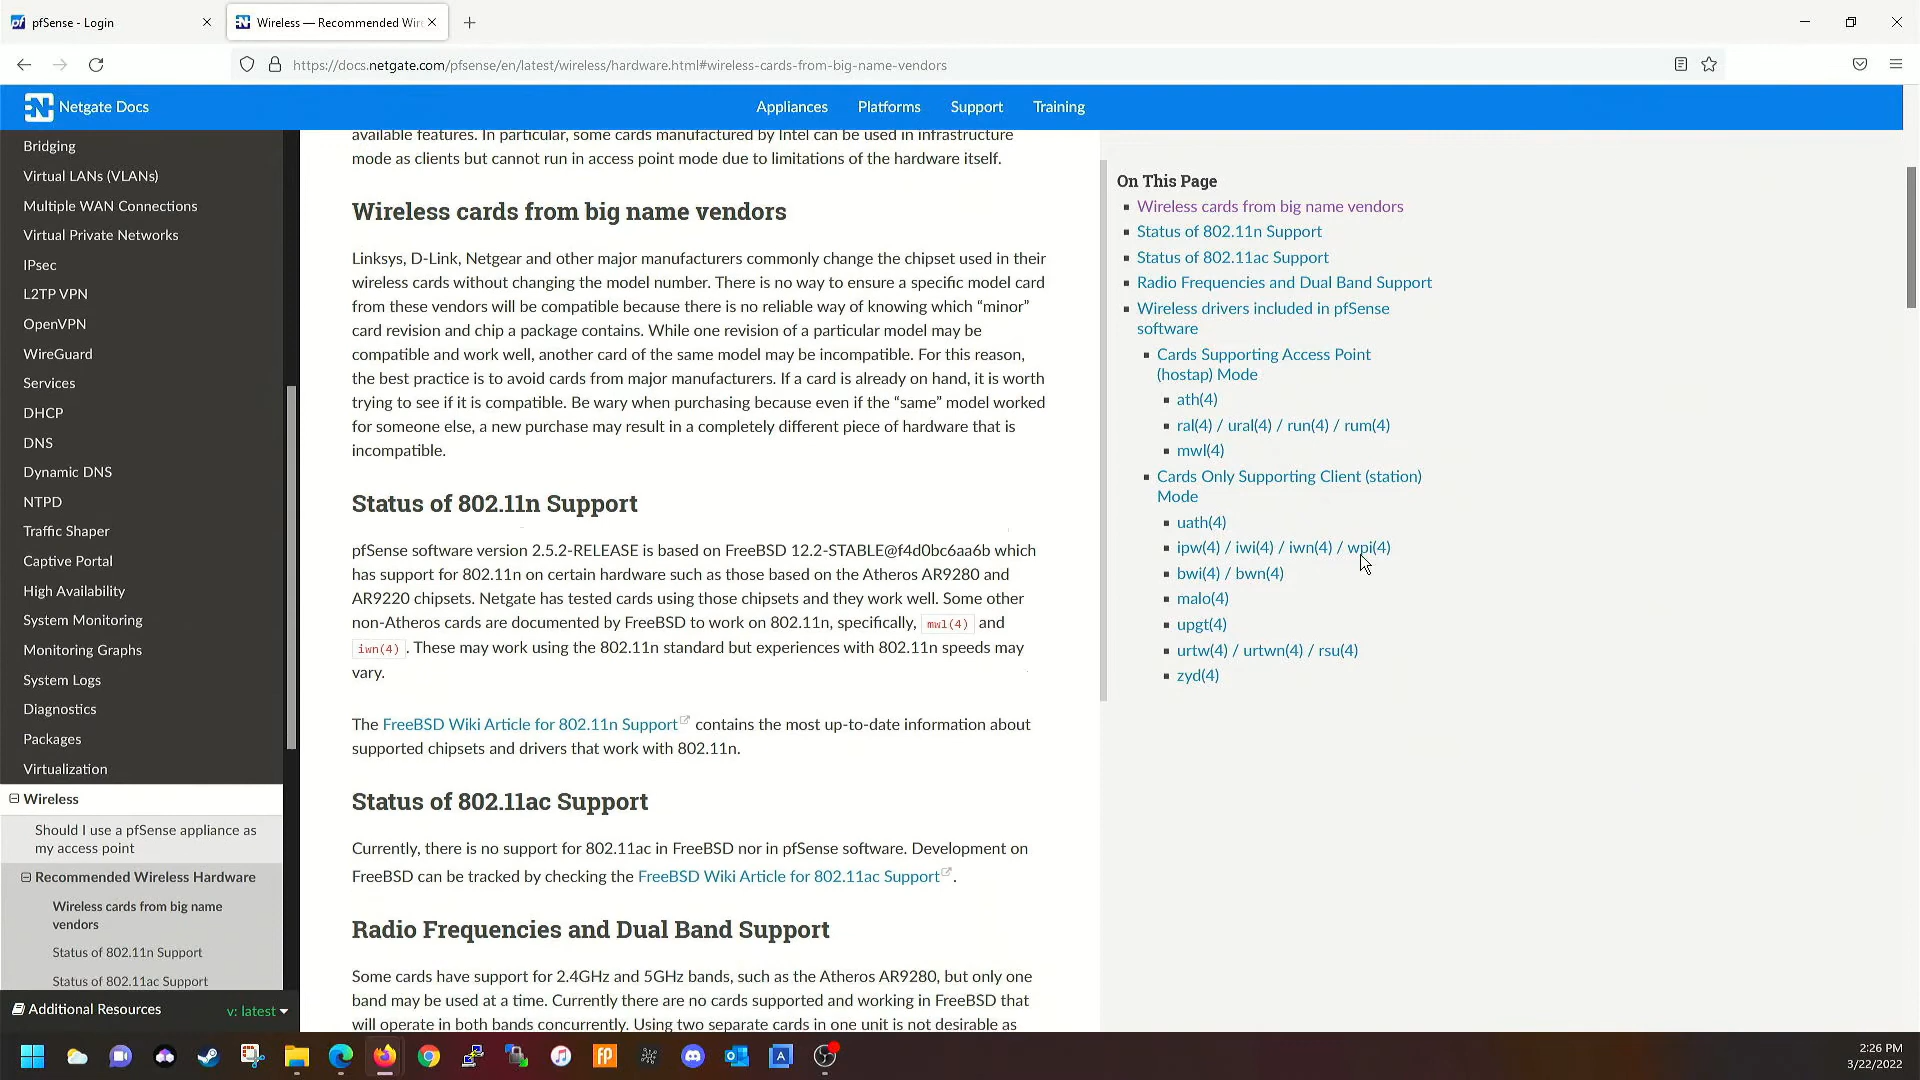 pfSense - Login
Wireless — Recommended Wir
https://docs.netgate.com/pfsense/en/latest/wireless/hardware.html#wireless-cards-from-big-name-vendors
Netgate Docs
Appliances
Platforms
Support
Training
Bridging
Virtual LANs (VLANs)
Multiple WAN Connections
Virtual Private Networks
IPsec
L2TP VPN
OpenVPN
WireGuard
Services
DHCP
DNS
Dynamic DNS
NTPD
Traffic Shaper
Captive Portal
High Availability
System Monitoring
Monitoring Graphs
System Logs
Diagnostics
Packages
Virtualization
Wireless
Should I use a pfSense appliance as
my access point
Recommended Wireless Hardware
Wireless cards from big name
vendors
Status of 802.11n Support
Status of 802.11ac Support
Additional Resources
v: latest
available features. In particular, some cards manufactured by Intel can be used in infrastructure
mode as clients but cannot run in access point mode due to limitations of the hardware itself.
Wireless cards from big name vendors
Linksys, D-Link, Netgear and other major manufacturers commonly change the chipset used in their
wireless cards without changing the model number. There is no way to ensure a specific model card
from these vendors will be compatible because there is no reliable way of knowing which “minor”
card revision and chip a package contains. While one revision of a particular model may be
compatible and work well, another card of the same model may be incompatible. For this reason,
the best practice is to avoid cards from major manufacturers. If a card is already on hand, it is worth
trying to see if it is compatible. Be wary when purchasing because even if the “same” model worked
for someone else, a new purchase may result in a completely different piece of hardware that is
incompatible.
Status of 802.11n Support
pfSense software version 2.5.2-RELEASE is based on FreeBSD 12.2-STABLE@f4d0bc6aa6b which
has support for 802.11n on certain hardware such as those based on the Atheros AR9280 and
AR9220 chipsets. Netgate has tested cards using those chipsets and they work well. Some other
non-Atheros cards are documented by FreeBSD to work on 802.11n, specifically, mwl(4) and
iwn(4) . These may work using the 802.11n standard but experiences with 802.11n speeds may
vary.
The FreeBSD Wiki Article for 802.11n Support contains the most up-to-date information about
supported chipsets and drivers that work with 802.11n.
Status of 802.11ac Support
Currently, there is no support for 802.11ac in FreeBSD nor in pfSense software. Development on
FreeBSD can be tracked by checking the FreeBSD Wiki Article for 802.11ac Support .
Radio Frequencies and Dual Band Support
Some cards have support for 2.4GHz and 5GHz bands, such as the Atheros AR9280, but only one
band may be used at a time. Currently there are no cards supported and working in FreeBSD that
will operate in both bands concurrently. Using two separate cards in one unit is not desirable as
On This Page
Wireless cards from big name vendors
Status of 802.11n Support
Status of 802.11ac Support
Radio Frequencies and Dual Band Support
Wireless drivers included in pfSense
software
Cards Supporting Access Point
(hostap) Mode
ath(4)
ral(4) / ural(4) / run(4) / rum(4)
mwl(4)
Cards Only Supporting Client (station)
Mode
uath(4)
ipw(4) / iwi(4) / iwn(4) / wpi(4)
bwi(4) / bwn(4)
malo(4)
upgt(4)
urtw(4) / urtwn(4) / rsu(4)
zyd(4)
2:26 PM
3/22/2022